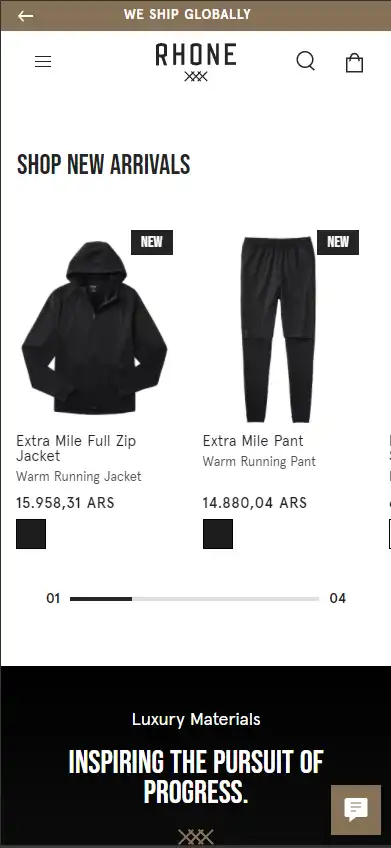 WE SHIP GLOBALLY
RHONE
SHOP NEW ARRIVALS
NEW
NEW
Extra Mile Full Zip
Jacket
Warm Running Jacket
15.958,31 ARS
Extra Mile Pant
Warm Running Pant
14.880,04 ARS
01
04
Luxury Materials
INSPIRING THE PURSUIT OF
PROGRESS.